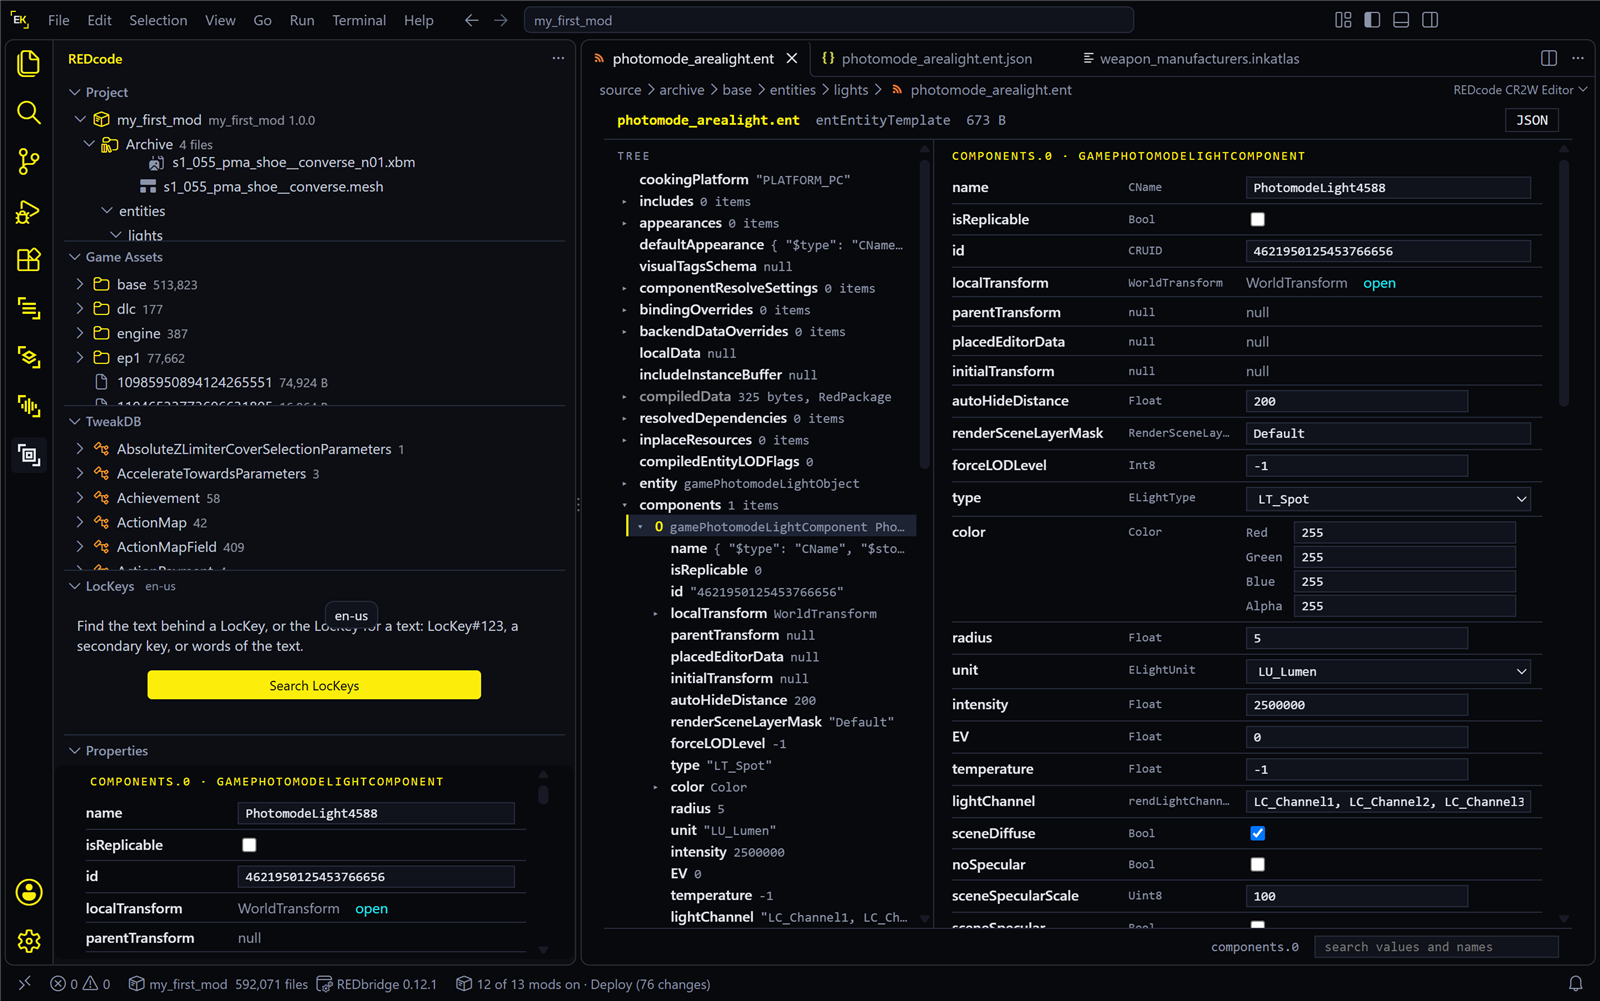 EK File Edit Selection View Go Run Terminal Help my_first_mod
REDcode
Project
my_first_mod my_first_mod 1.0.0
Archive 4 files
s1_055_pma_shoe__converse_n01.xbm
s1_055_pma_shoe__converse.mesh
entities
lights
Game Assets
base 513,823
dlc 177
engine 387
ep1 77,662
10985950894124265551 74,924 B
TweakDB
AbsoluteZLimiterCoverSelectionParameters 1
AccelerateTowardsParameters 3
Achievement 58
ActionMap 42
ActionMapField 409
LocKeys en-us
en-us
Find the text behind a LocKey, or the LocKey for a text: LocKey#123, a
secondary key, or words of the text.
Search LocKeys
Properties
COMPONENTS.0 · GAMEPHOTOMODELIGHTCOMPONENT
name PhotomodeLight4588
isReplicable
id 4621950125453766656
localTransform WorldTransform open
parentTransform null
photomode_arealight.ent {} photomode_arealight.ent.json weapon_manufacturers.inkatlas
source > archive > base > entities > lights > photomode_arealight.ent REDcode CR2W Editor
photomode_arealight.ent entEntityTemplate 673 B JSON
TREE
cookingPlatform "PLATFORM_PC"
includes 0 items
appearances 0 items
defaultAppearance { "$type": "CName…
visualTagsSchema null
componentResolveSettings 0 items
bindingOverrides 0 items
backendDataOverrides 0 items
localData null
includeInstanceBuffer null
compiledData 325 bytes, RedPackage
resolvedDependencies 0 items
inplaceResources 0 items
compiledEntityLODFlags 0
entity gamePhotomodeLightObject
components 1 items
0 gamePhotomodeLightComponent Pho…
name { "$type": "CName", "$sto…
isReplicable 0
id "4621950125453766656"
localTransform WorldTransform
parentTransform null
placedEditorData null
initialTransform null
autoHideDistance 200
renderSceneLayerMask "Default"
forceLODLevel -1
type "LT_Spot"
color Color
radius 5
unit "LU_Lumen"
intensity 2500000
EV 0
temperature -1
lightChannel "LC_Channel1, LC_Ch…
COMPONENTS.0 · GAMEPHOTOMODELIGHTCOMPONENT
name CName PhotomodeLight4588
isReplicable Bool
id CRUID 4621950125453766656
localTransform WorldTransform WorldTransform open
parentTransform null null
placedEditorData null null
initialTransform null null
autoHideDistance Float 200
renderSceneLayerMask RenderSceneLay… Default
forceLODLevel Int8 -1
type ELightType LT_Spot
color Color Red 255
Green 255
Blue 255
Alpha 255
radius Float 5
unit ELightUnit LU_Lumen
intensity Float 2500000
EV Float 0
temperature Float -1
lightChannel rendLightChann… LC_Channel1, LC_Channel2, LC_Channel3
sceneDiffuse Bool
noSpecular Bool
sceneSpecularScale Uint8 100
sceneSpecular Bool
components.0 search values and names
0 0 my_first_mod 592,071 files REDbridge 0.12.1 12 of 13 mods on · Deploy (76 changes)